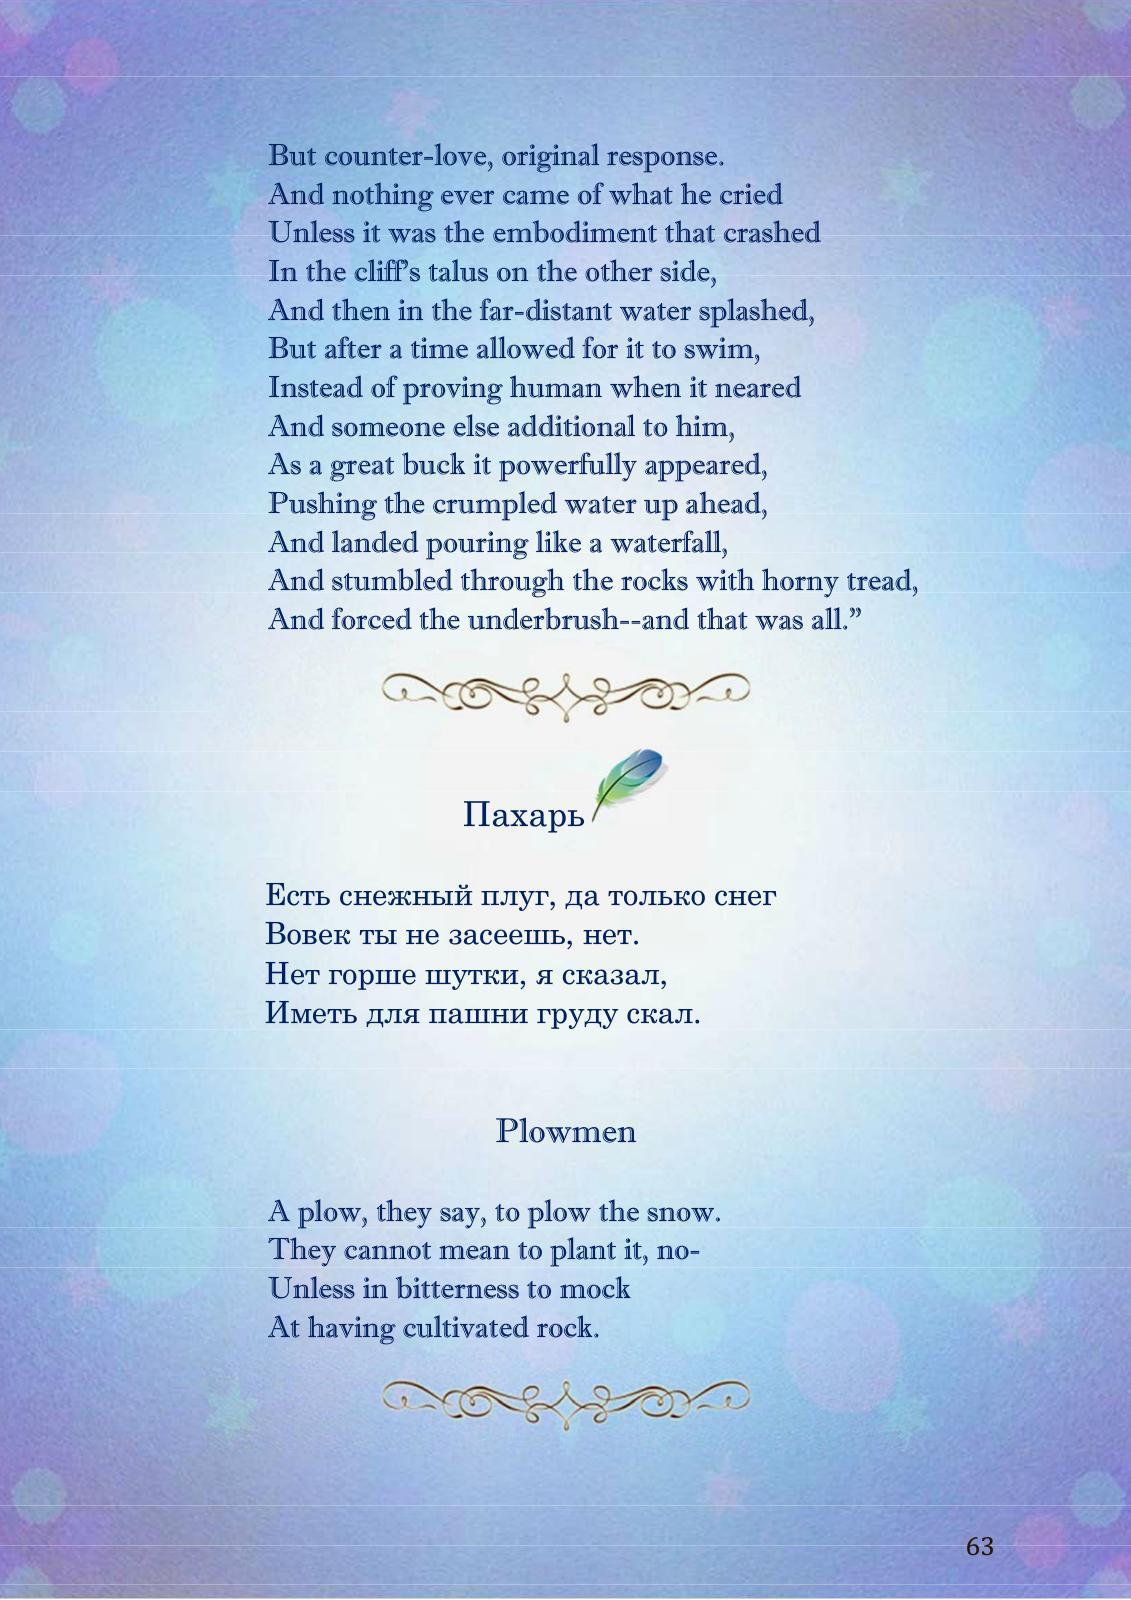 But counter-love, original response.
And nothing ever came of what he cried
Unless it was the embodiment that crashed
In the cliff’s talus on the other side,
And then in the far-distant water splashed,
But after a time allowed for it to swim,
Instead of proving human when it neared
And someone else additional to him,
As a great buck it powerfully appeared,
Pushing the crumpled water up ahead,
And landed pouring like a waterfall,
And stumbled through the rocks with horny tread,
And forced the underbrush--and that was all.”
Пахарь
Есть снежный плуг, да только снег
Вовек ты не засеешь, нет.
Нет горше шутки, я сказал,
Иметь для пашни груду скал.
Plowmen
A plow, they say, to plow the snow.
They cannot mean to plant it, no-
Unless in bitterness to mock
At having cultivated rock.
63